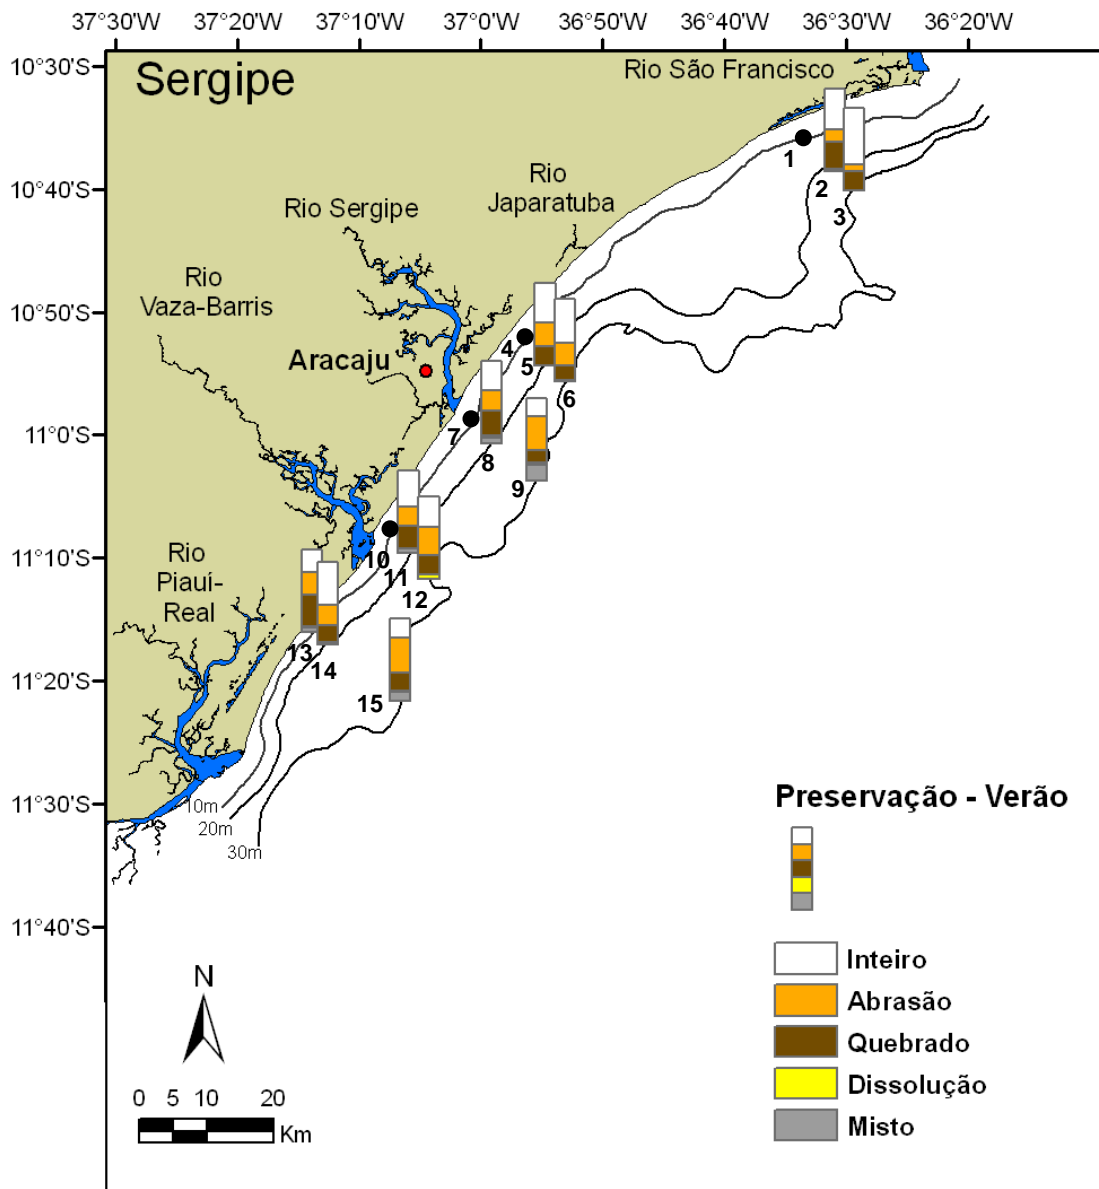 37°30'W 37°20'W 37°10'W 37°0'W 36°50'W 36°40'W 36°30'W 36°20'W
10°30'S
10°40'S
10°50'S
11°0'S
11°10'S
11°20'S
11°30'S
11°40'S
Sergipe
Rio São Francisco
Rio
Japaratuba
Rio Sergipe
Rio
Vaza-Barris
Aracaju
Rio
Piauí-
Real
1
2
3
4
5
6
7
8
9
10
11
12
13
14
15
10m
20m
30m
Preservação - Verão
Inteiro
Abrasão
Quebrado
Dissolução
Misto
N
0 5 10 20
Km